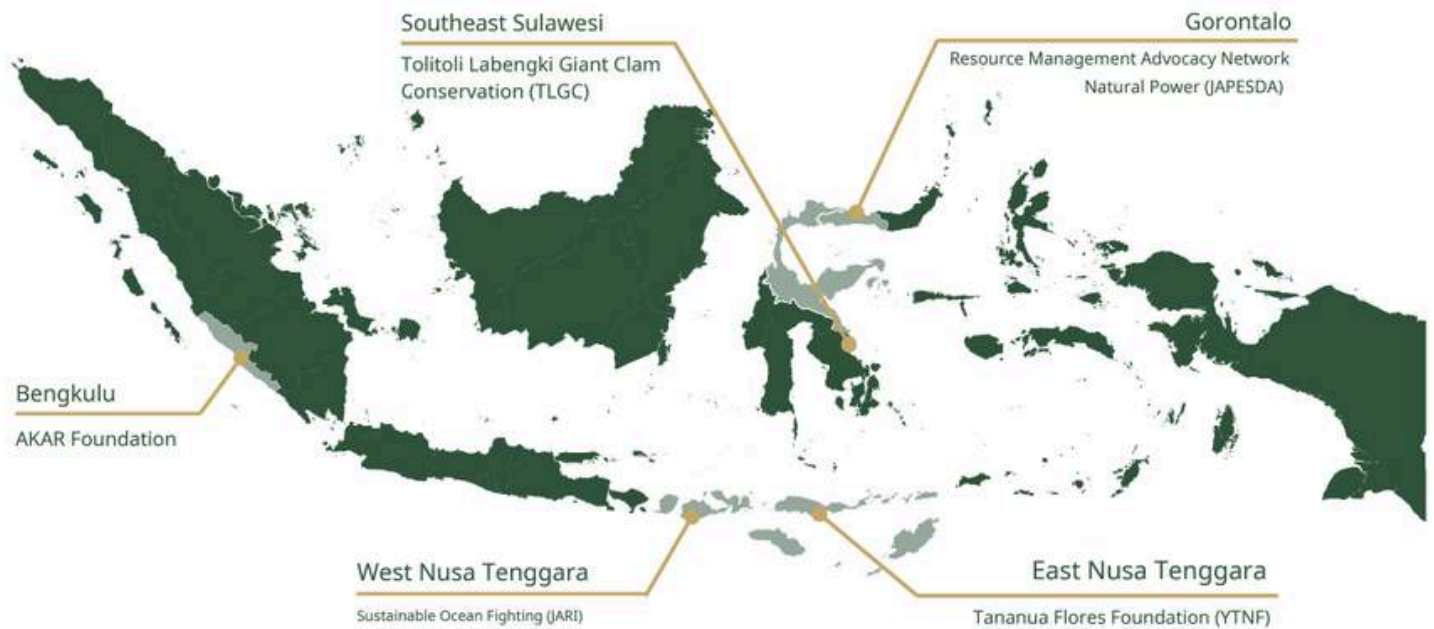 Southeast Sulawesi
Tolitoli Labengki Giant Clam
Conservation (TLGC)
Gorontalo
Resource Management Advocacy Network
Natural Power (JAPESDA)
Bengkulu
AKAR Foundation
West Nusa Tenggara
Sustainable Ocean Fighting (JARI)
East Nusa Tenggara
Tananua Flores Foundation (YTNF)